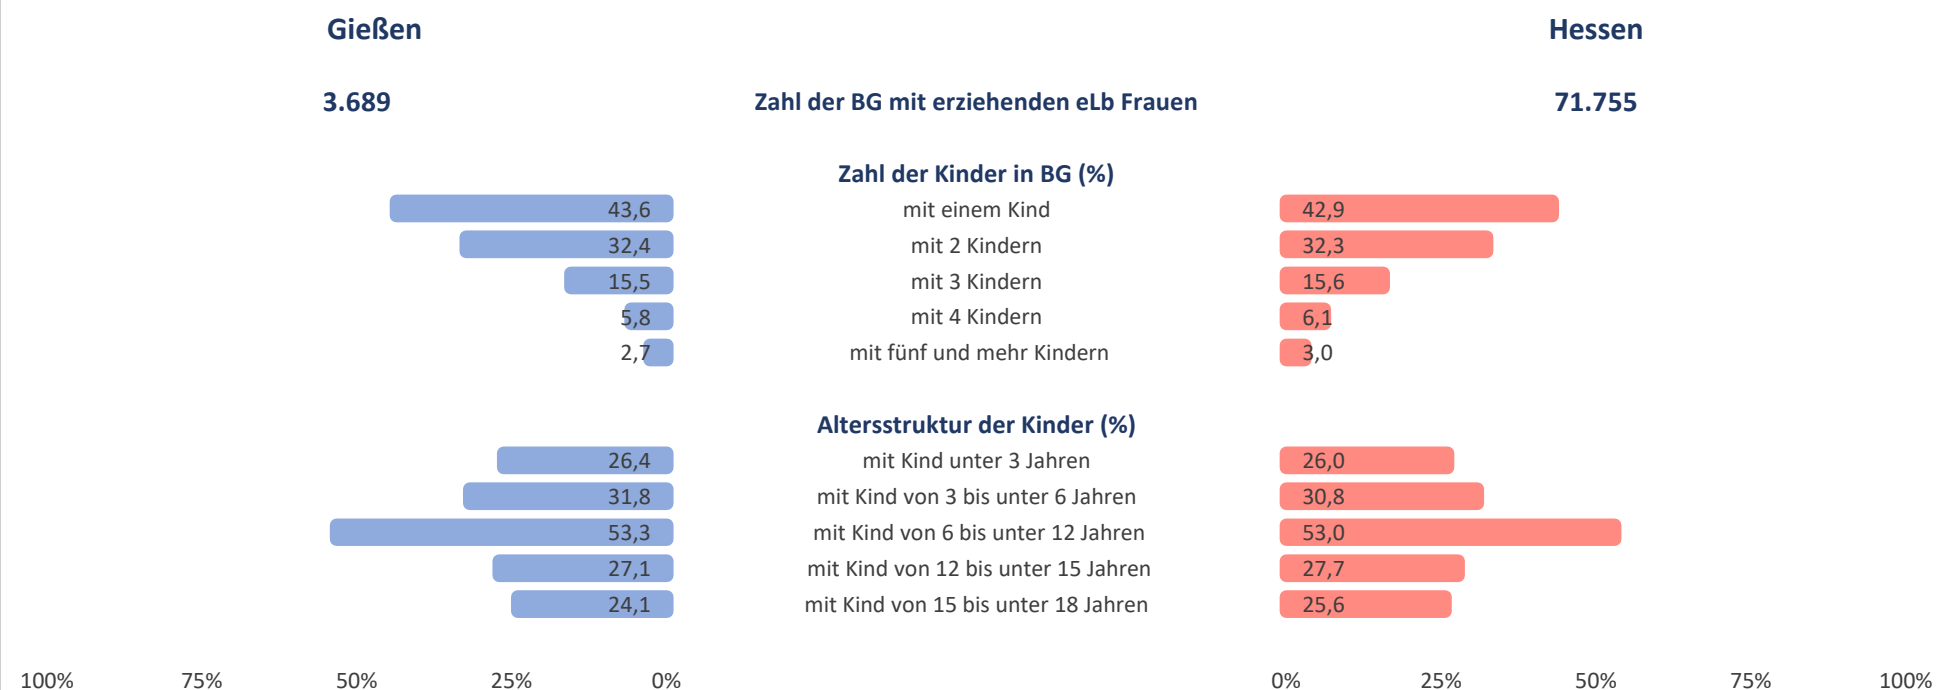 Gießen Hessen
3.689 Zahl der BG mit erziehenden eLb Frauen 71.755
Zahl der Kinder in BG (%)
43,6 mit einem Kind 42,9
32,4 mit 2 Kindern 32,3
15,5 mit 3 Kindern 15,6
5,8 mit 4 Kindern 6,1
2,7 mit fünf und mehr Kindern 3,0
Altersstruktur der Kinder (%)
26,4 mit Kind unter 3 Jahren 26,0
31,8 mit Kind von 3 bis unter 6 Jahren 30,8
53,3 mit Kind von 6 bis unter 12 Jahren 53,0
27,1 mit Kind von 12 bis unter 15 Jahren 27,7
24,1 mit Kind von 15 bis unter 18 Jahren 25,6
100% 75% 50% 25% 0% 0% 25% 50% 75% 100%